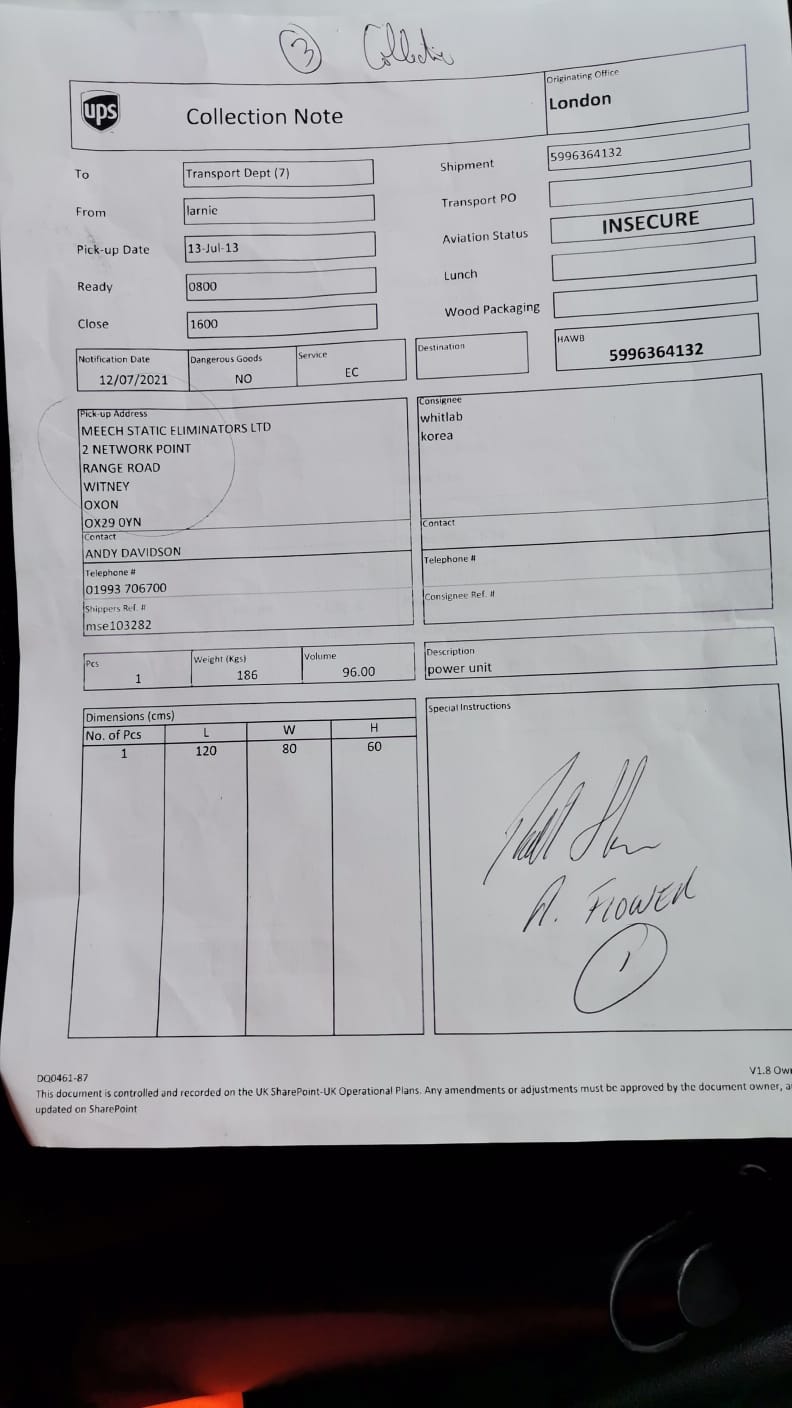 3 Collection
ups
Collection Note
Originating Office
London
To
Transport Dept (7)
From
larnie
Pick-up Date
13-Jul-13
Ready
0800
Close
1600
Shipment
5996364132
Transport PO
Aviation Status
INSECURE
Lunch
Wood Packaging
Notification Date
12/07/2021
Dangerous Goods
NO
Service
EC
Destination
HAWB
5996364132
Pick-up Address
MEECH STATIC ELIMINATORS LTD
2 NETWORK POINT
RANGE ROAD
WITNEY
OXON
OX29 0YN
Contact
ANDY DAVIDSON
Telephone #
01993 706700
Shippers Ref. #
mse103282
Consignee
whitlab
korea
Contact
Telephone #
Consignee Ref. #
Pcs
1
Weight (Kgs)
186
Volume
96.00
Description
power unit
Dimensions (cms)
No. of Pcs L W H
1 120 80 60
Special Instructions
A. FLOWER
1
DQ0461-87
V1.8 Own
This document is controlled and recorded on the UK SharePoint-UK Operational Plans. Any amendments or adjustments must be approved by the document owner, a
updated on SharePoint